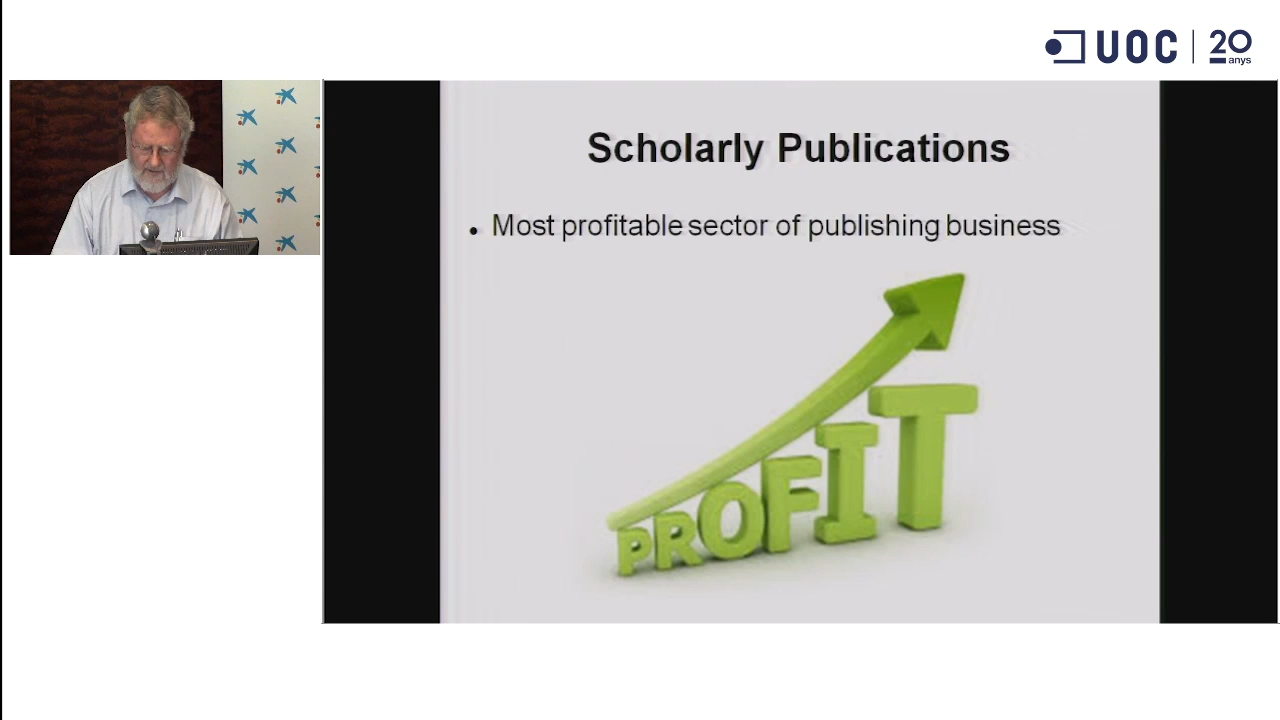 UOC
20
anys
Scholarly Publications
• Most profitable sector of publishing business
PROFIT